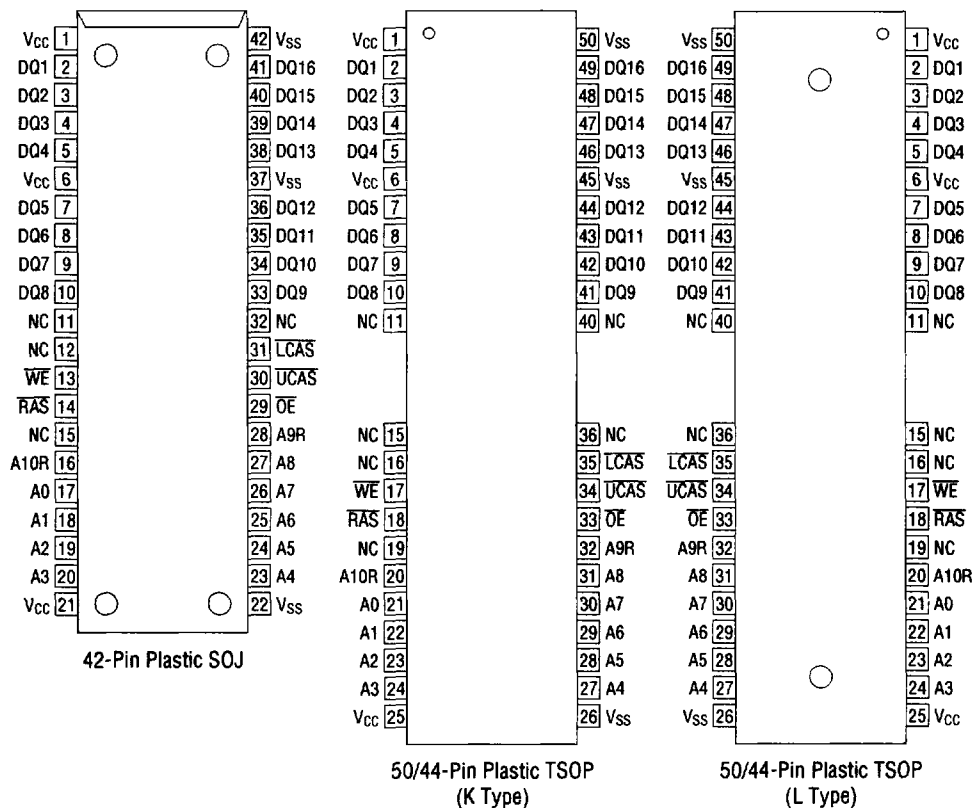 VCC 1 42 VSS
DQ1 2 41 DQ16
DQ2 3 40 DQ15
DQ3 4 39 DQ14
DQ4 5 38 DQ13
VCC 6 37 VSS
DQ5 7 36 DQ12
DQ6 8 35 DQ11
DQ7 9 34 DQ10
DQ8 10 33 DQ9
NC 11 32 NC
NC 12 31 LCAS
WE 13 30 UCAS
RAS 14 29 OE
NC 15 28 A9R
A10R 16 27 A8
A0 17 26 A7
A1 18 25 A6
A2 19 24 A5
A3 20 23 A4
VCC 21 22 VSS
42-Pin Plastic SOJ
VCC 1 50 VSS
DQ1 2 49 DQ16
DQ2 3 48 DQ15
DQ3 4 47 DQ14
DQ4 5 46 DQ13
VCC 6 45 VSS
DQ5 7 44 DQ12
DQ6 8 43 DQ11
DQ7 9 42 DQ10
DQ8 10 41 DQ9
NC 11 40 NC
NC 15 36 NC
NC 16 35 LCAS
WE 17 34 UCAS
RAS 18 33 OE
NC 19 32 A9R
A10R 20 31 A8
A0 21 30 A7
A1 22 29 A6
A2 23 28 A5
A3 24 27 A4
VCC 25 26 VSS
50/44-Pin Plastic TSOP
(K Type)
VSS 50 1 VCC
DQ16 49 2 DQ1
DQ15 48 3 DQ2
DQ14 47 4 DQ3
DQ13 46 5 DQ4
VSS 45 6 VCC
DQ12 44 7 DQ5
DQ11 43 8 DQ6
DQ10 42 9 DQ7
DQ9 41 10 DQ8
NC 40 11 NC
NC 36 15 NC
LCAS 35 16 NC
UCAS 34 17 WE
OE 33 18 RAS
A9R 32 19 NC
A8 31 20 A10R
A7 30 21 A0
A6 29 22 A1
A5 28 23 A2
A4 27 24 A3
VSS 26 25 VCC
50/44-Pin Plastic TSOP
(L Type)